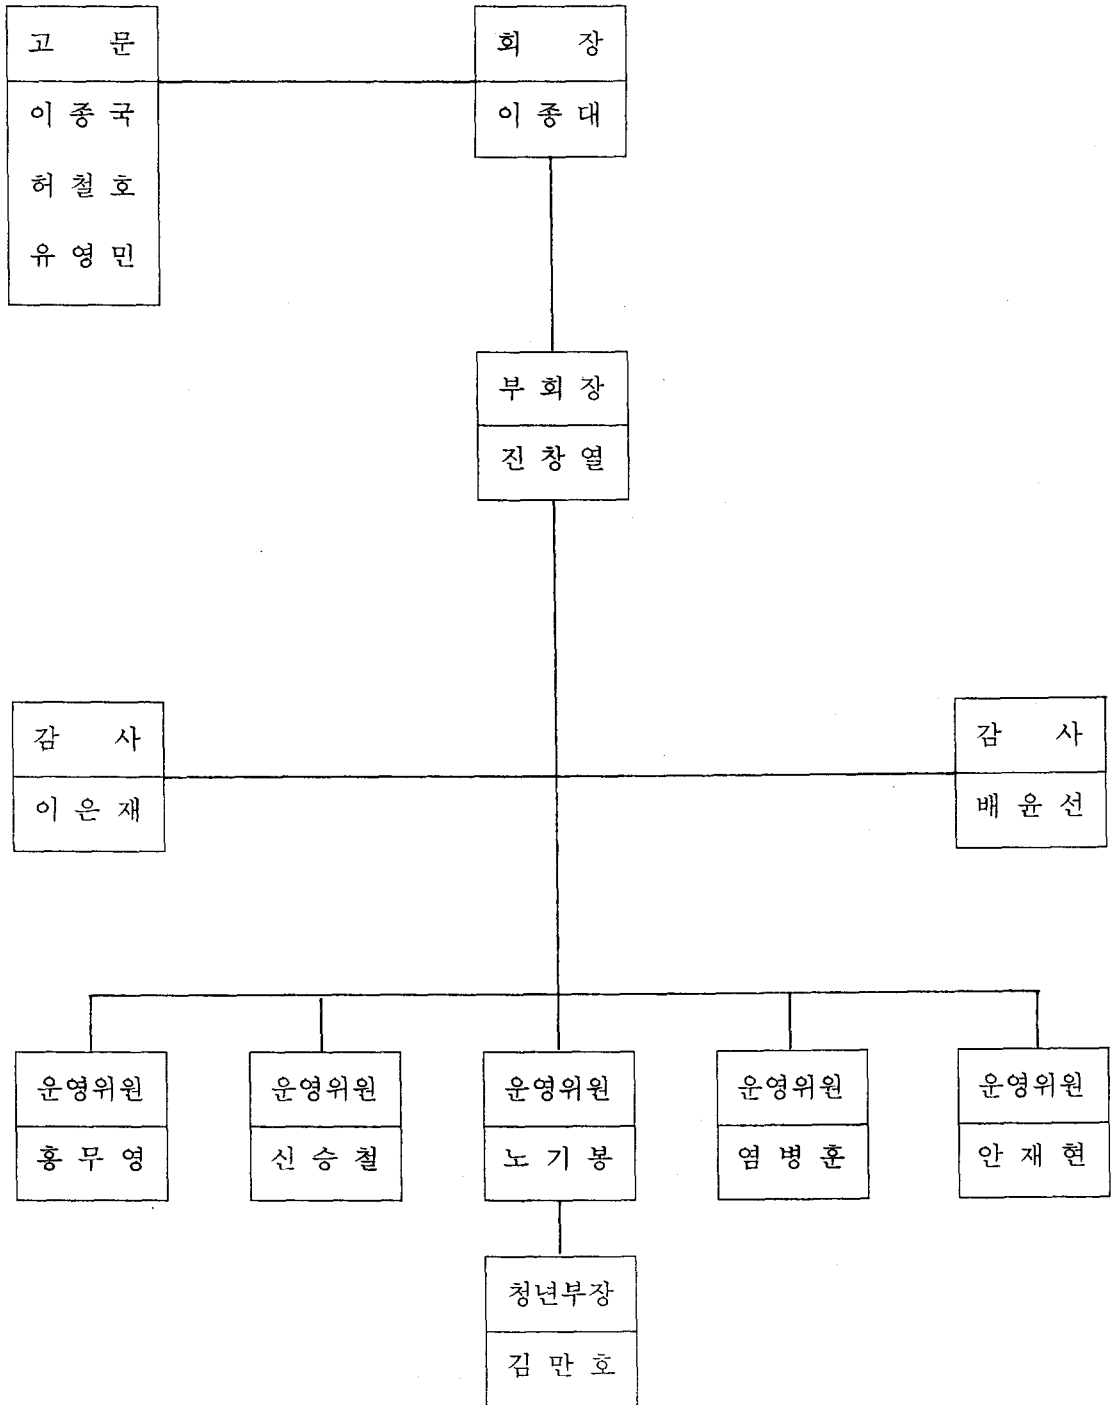 고 문
이 종 국
허 철 호
유 영 민
회 장
이 종 대
부 회 장
진 창 열
감 사
이 은 재
감 사
배 윤 선
운영위원
홍 무 영
운영위원
신 승 철
운영위원
노 기 봉
운영위원
염 병 훈
운영위원
안 재 현
청년부장
김 만 호